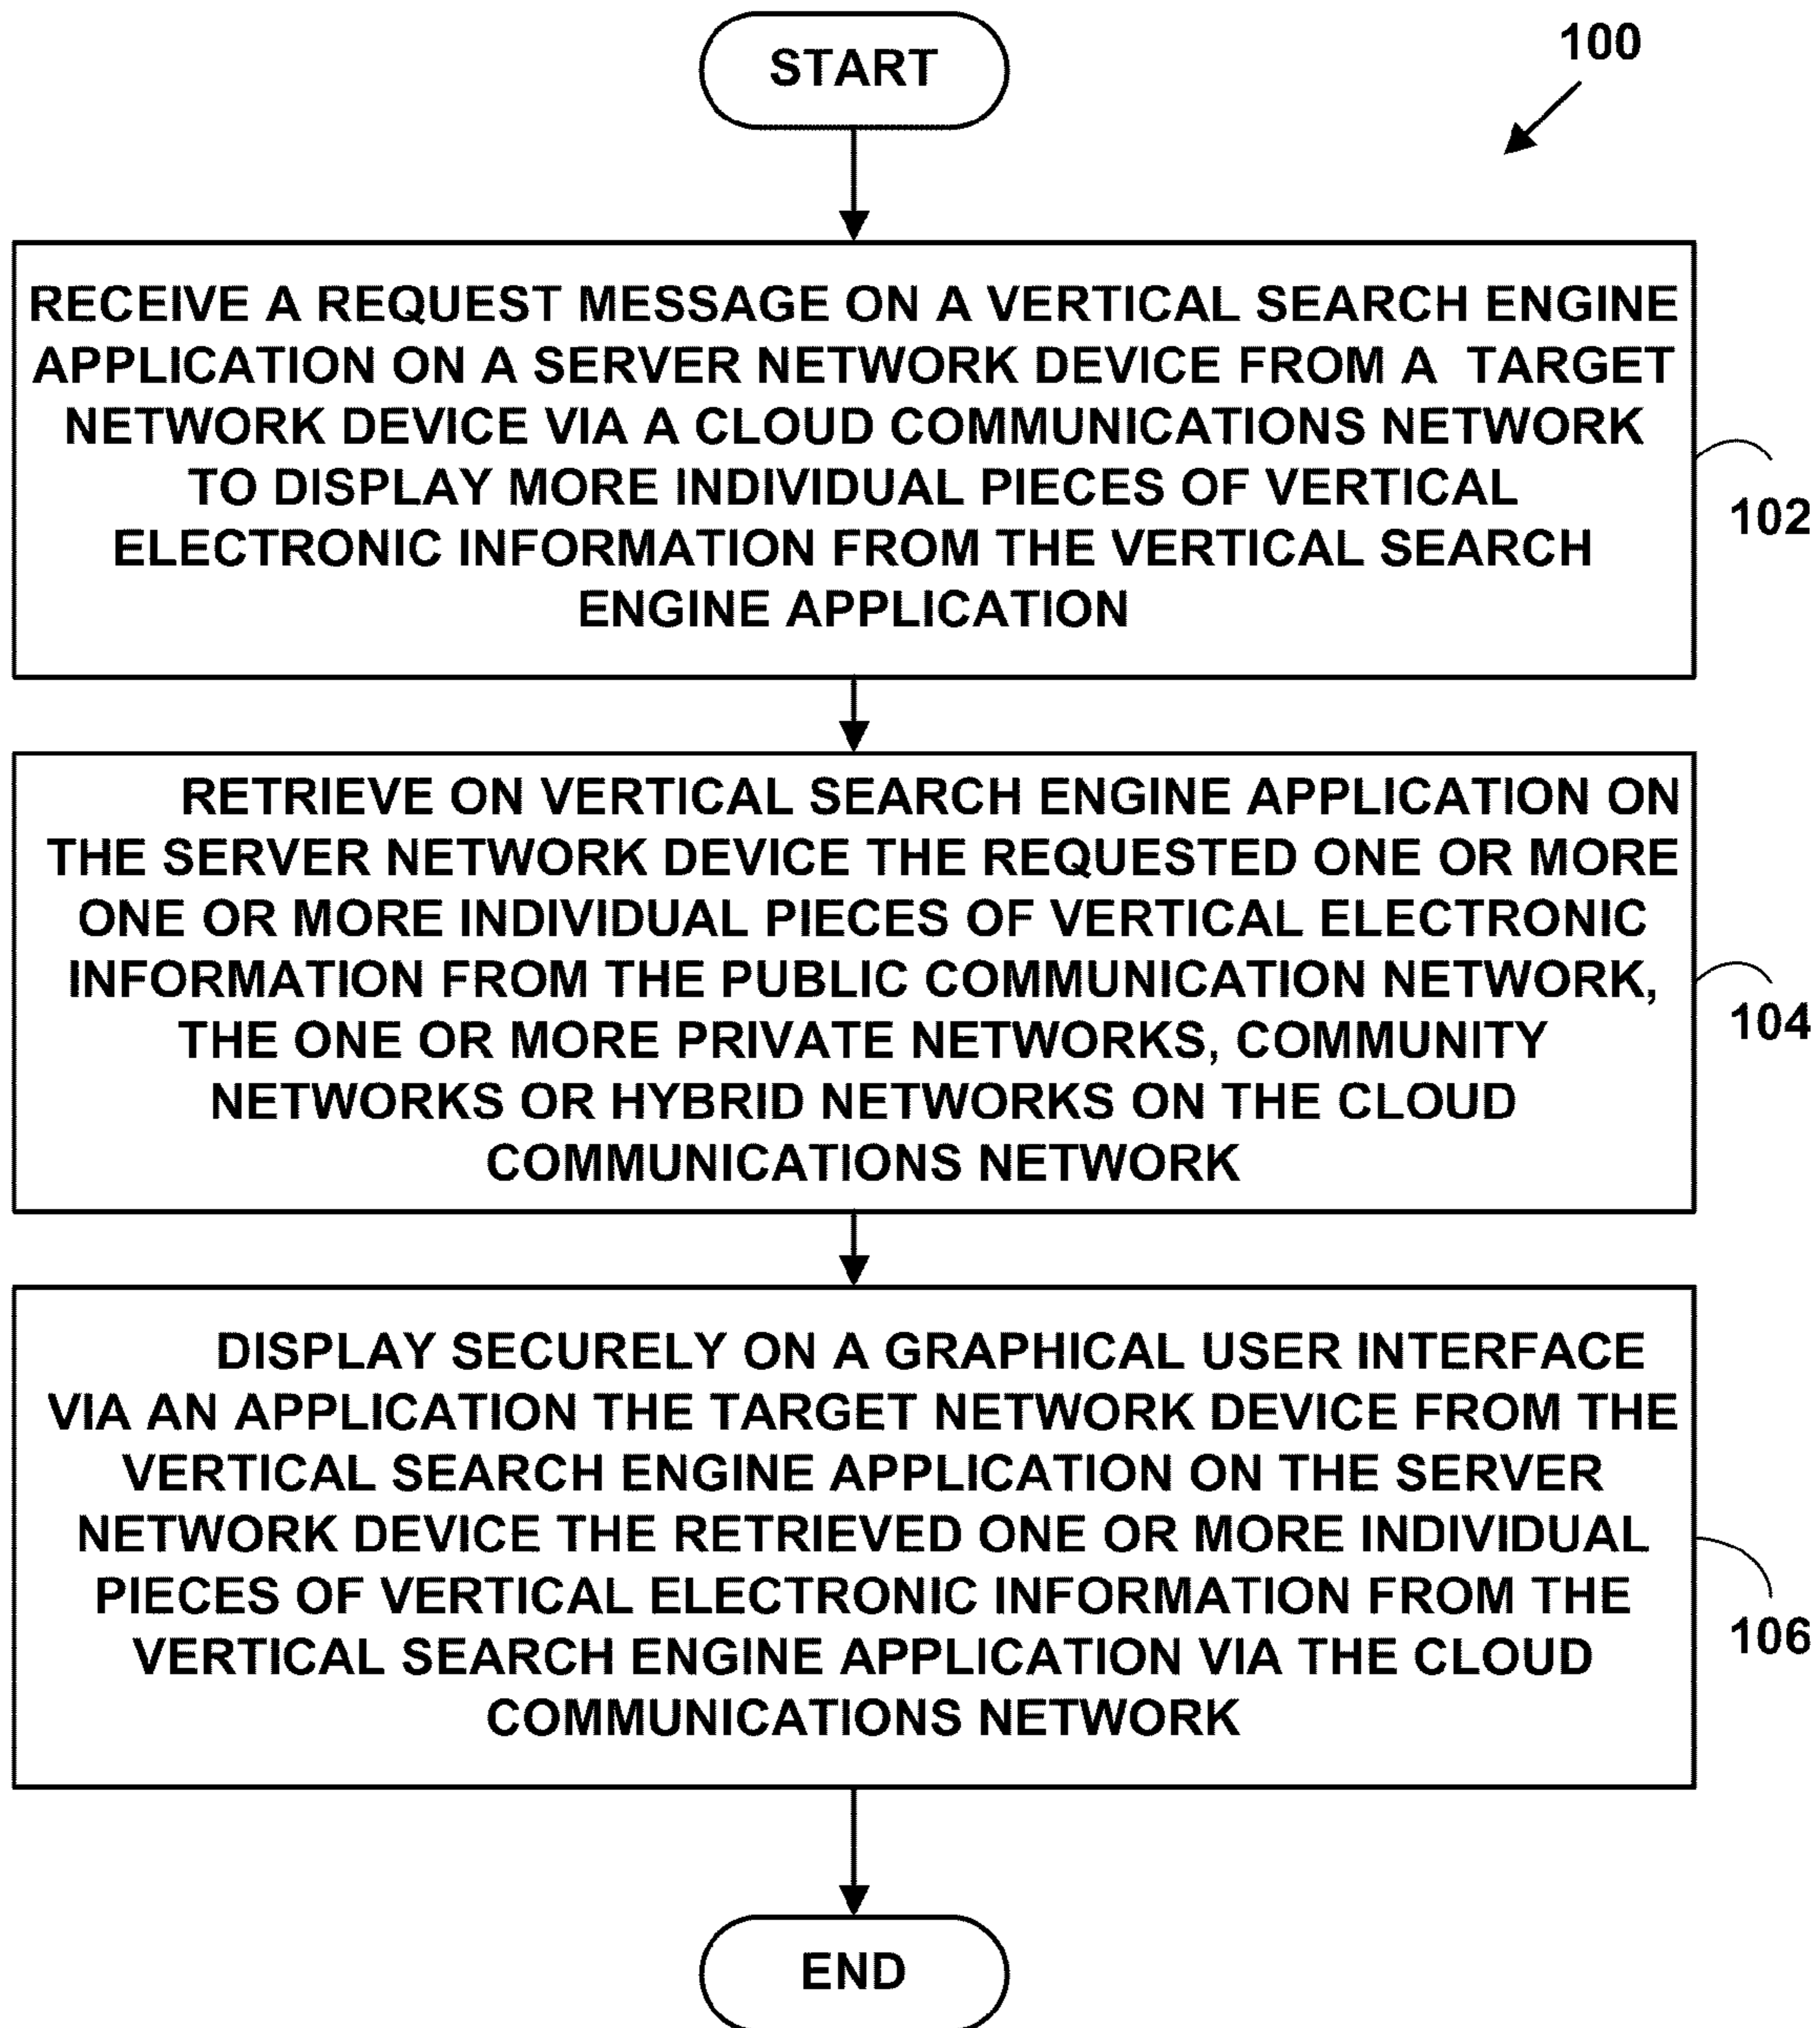 START
100
RECEIVE A REQUEST MESSAGE ON A VERTICAL SEARCH ENGINE
APPLICATION ON A SERVER NETWORK DEVICE FROM A TARGET
NETWORK DEVICE VIA A CLOUD COMMUNICATIONS NETWORK
TO DISPLAY MORE INDIVIDUAL PIECES OF VERTICAL
ELECTRONIC INFORMATION FROM THE VERTICAL SEARCH
ENGINE APPLICATION
102
RETRIEVE ON VERTICAL SEARCH ENGINE APPLICATION ON
THE SERVER NETWORK DEVICE THE REQUESTED ONE OR MORE
ONE OR MORE INDIVIDUAL PIECES OF VERTICAL ELECTRONIC
INFORMATION FROM THE PUBLIC COMMUNICATION NETWORK,
THE ONE OR MORE PRIVATE NETWORKS, COMMUNITY
NETWORKS OR HYBRID NETWORKS ON THE CLOUD
COMMUNICATIONS NETWORK
104
DISPLAY SECURELY ON A GRAPHICAL USER INTERFACE
VIA AN APPLICATION THE TARGET NETWORK DEVICE FROM THE
VERTICAL SEARCH ENGINE APPLICATION ON THE SERVER
NETWORK DEVICE THE RETRIEVED ONE OR MORE INDIVIDUAL
PIECES OF VERTICAL ELECTRONIC INFORMATION FROM THE
VERTICAL SEARCH ENGINE APPLICATION VIA THE CLOUD
COMMUNICATIONS NETWORK
106
END